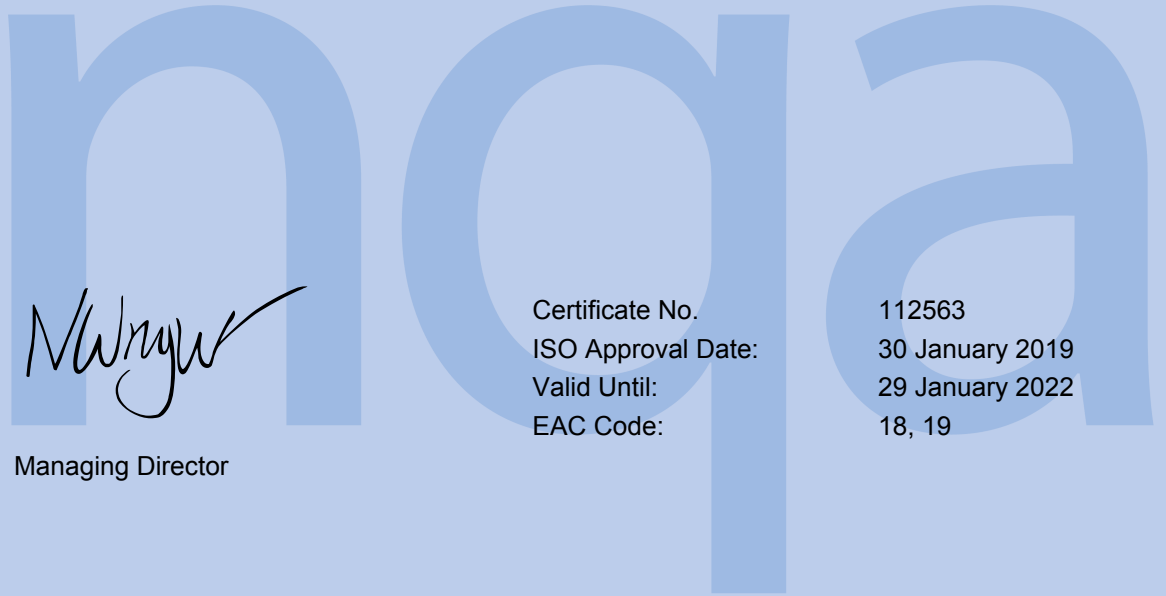 nqa
Certificate No. 112563
ISO Approval Date: 30 January 2019
Valid Until: 29 January 2022
EAC Code: 18, 19
Managing Director